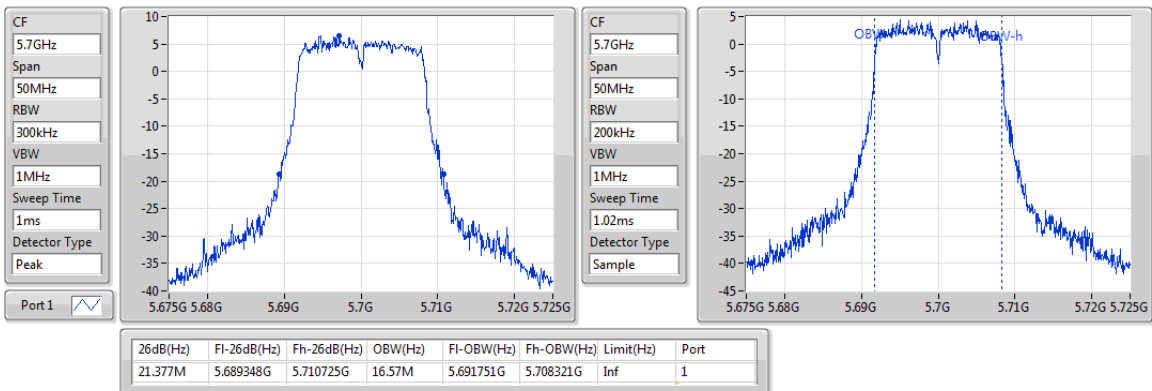 CF
5.7GHz
Span
50MHz
RBW
300kHz
VBW
1MHz
Sweep Time
1ms
Detector Type
Peak
Port 1
10
5
0
-5
-10
-15
-20
-25
-30
-35
-40
5.675G 5.68G 5.69G 5.7G 5.71G 5.72G 5.725G
CF
5.7GHz
Span
50MHz
RBW
200kHz
VBW
1MHz
Sweep Time
1.02ms
Detector Type
Sample
5
0
-5
-10
-15
-20
-25
-30
-35
-40
-45
5.675G 5.68G 5.69G 5.7G 5.71G 5.72G 5.725G
26dB(Hz) Fl-26dB(Hz) Fh-26dB(Hz) OBW(Hz) Fl-OBW(Hz) Fh-OBW(Hz) Limit(Hz) Port
21.377M 5.689348G 5.710725G 16.57M 5.691751G 5.708321G Inf 1